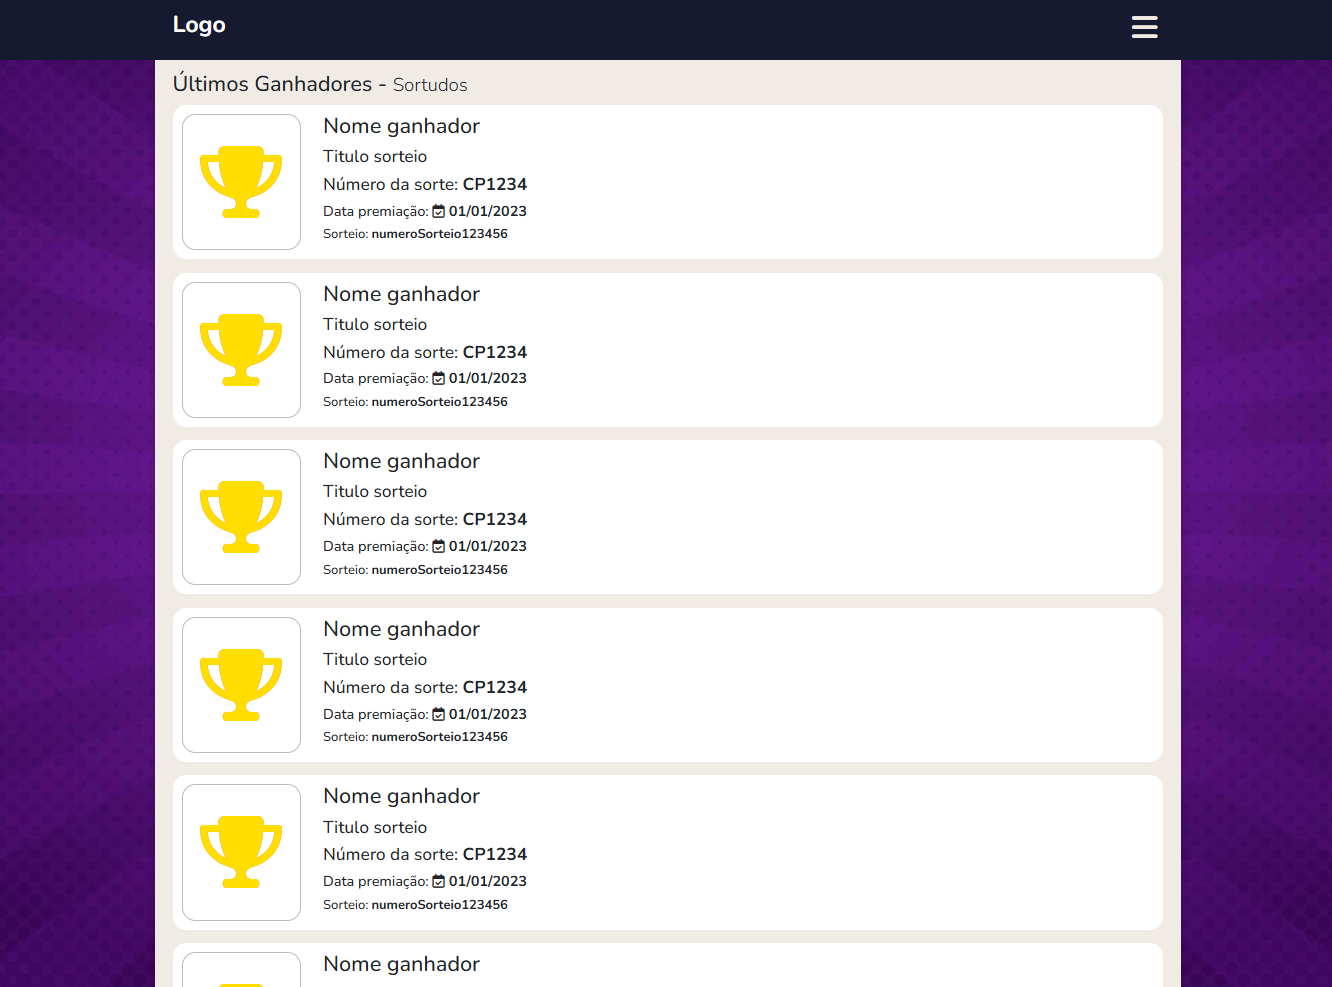 Logo
Últimos Ganhadores - Sortudos
Nome ganhador
Titulo sorteio
Número da sorte: CP1234
Data premiação: 01/01/2023
Sorteio: numeroSorteio123456
Nome ganhador
Titulo sorteio
Número da sorte: CP1234
Data premiação: 01/01/2023
Sorteio: numeroSorteio123456
Nome ganhador
Titulo sorteio
Número da sorte: CP1234
Data premiação: 01/01/2023
Sorteio: numeroSorteio123456
Nome ganhador
Titulo sorteio
Número da sorte: CP1234
Data premiação: 01/01/2023
Sorteio: numeroSorteio123456
Nome ganhador
Titulo sorteio
Número da sorte: CP1234
Data premiação: 01/01/2023
Sorteio: numeroSorteio123456
Nome ganhador